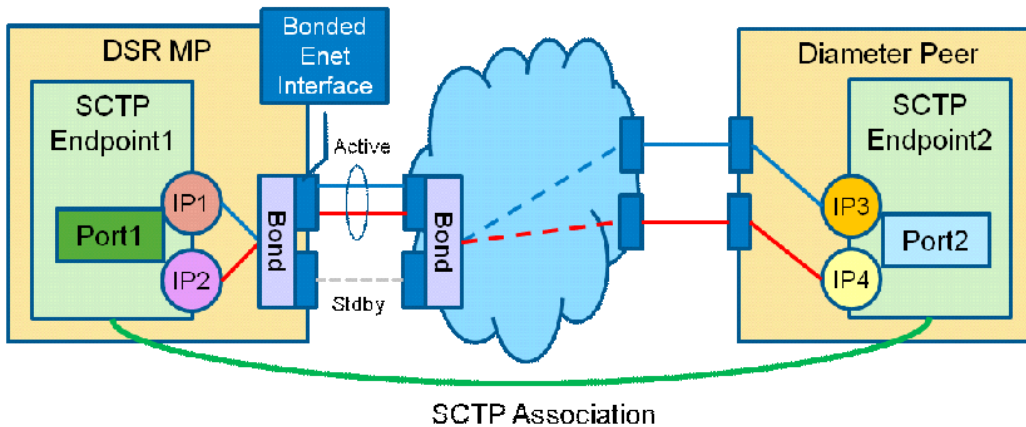 DSR MP
Bonded
Enet
Interface
Diameter Peer
SCTP
Endpoint1
SCTP
Endpoint2
Active
IP1
Port1
IP2
Bond
Bond
Stdby
IP3
Port2
IP4
SCTP Association